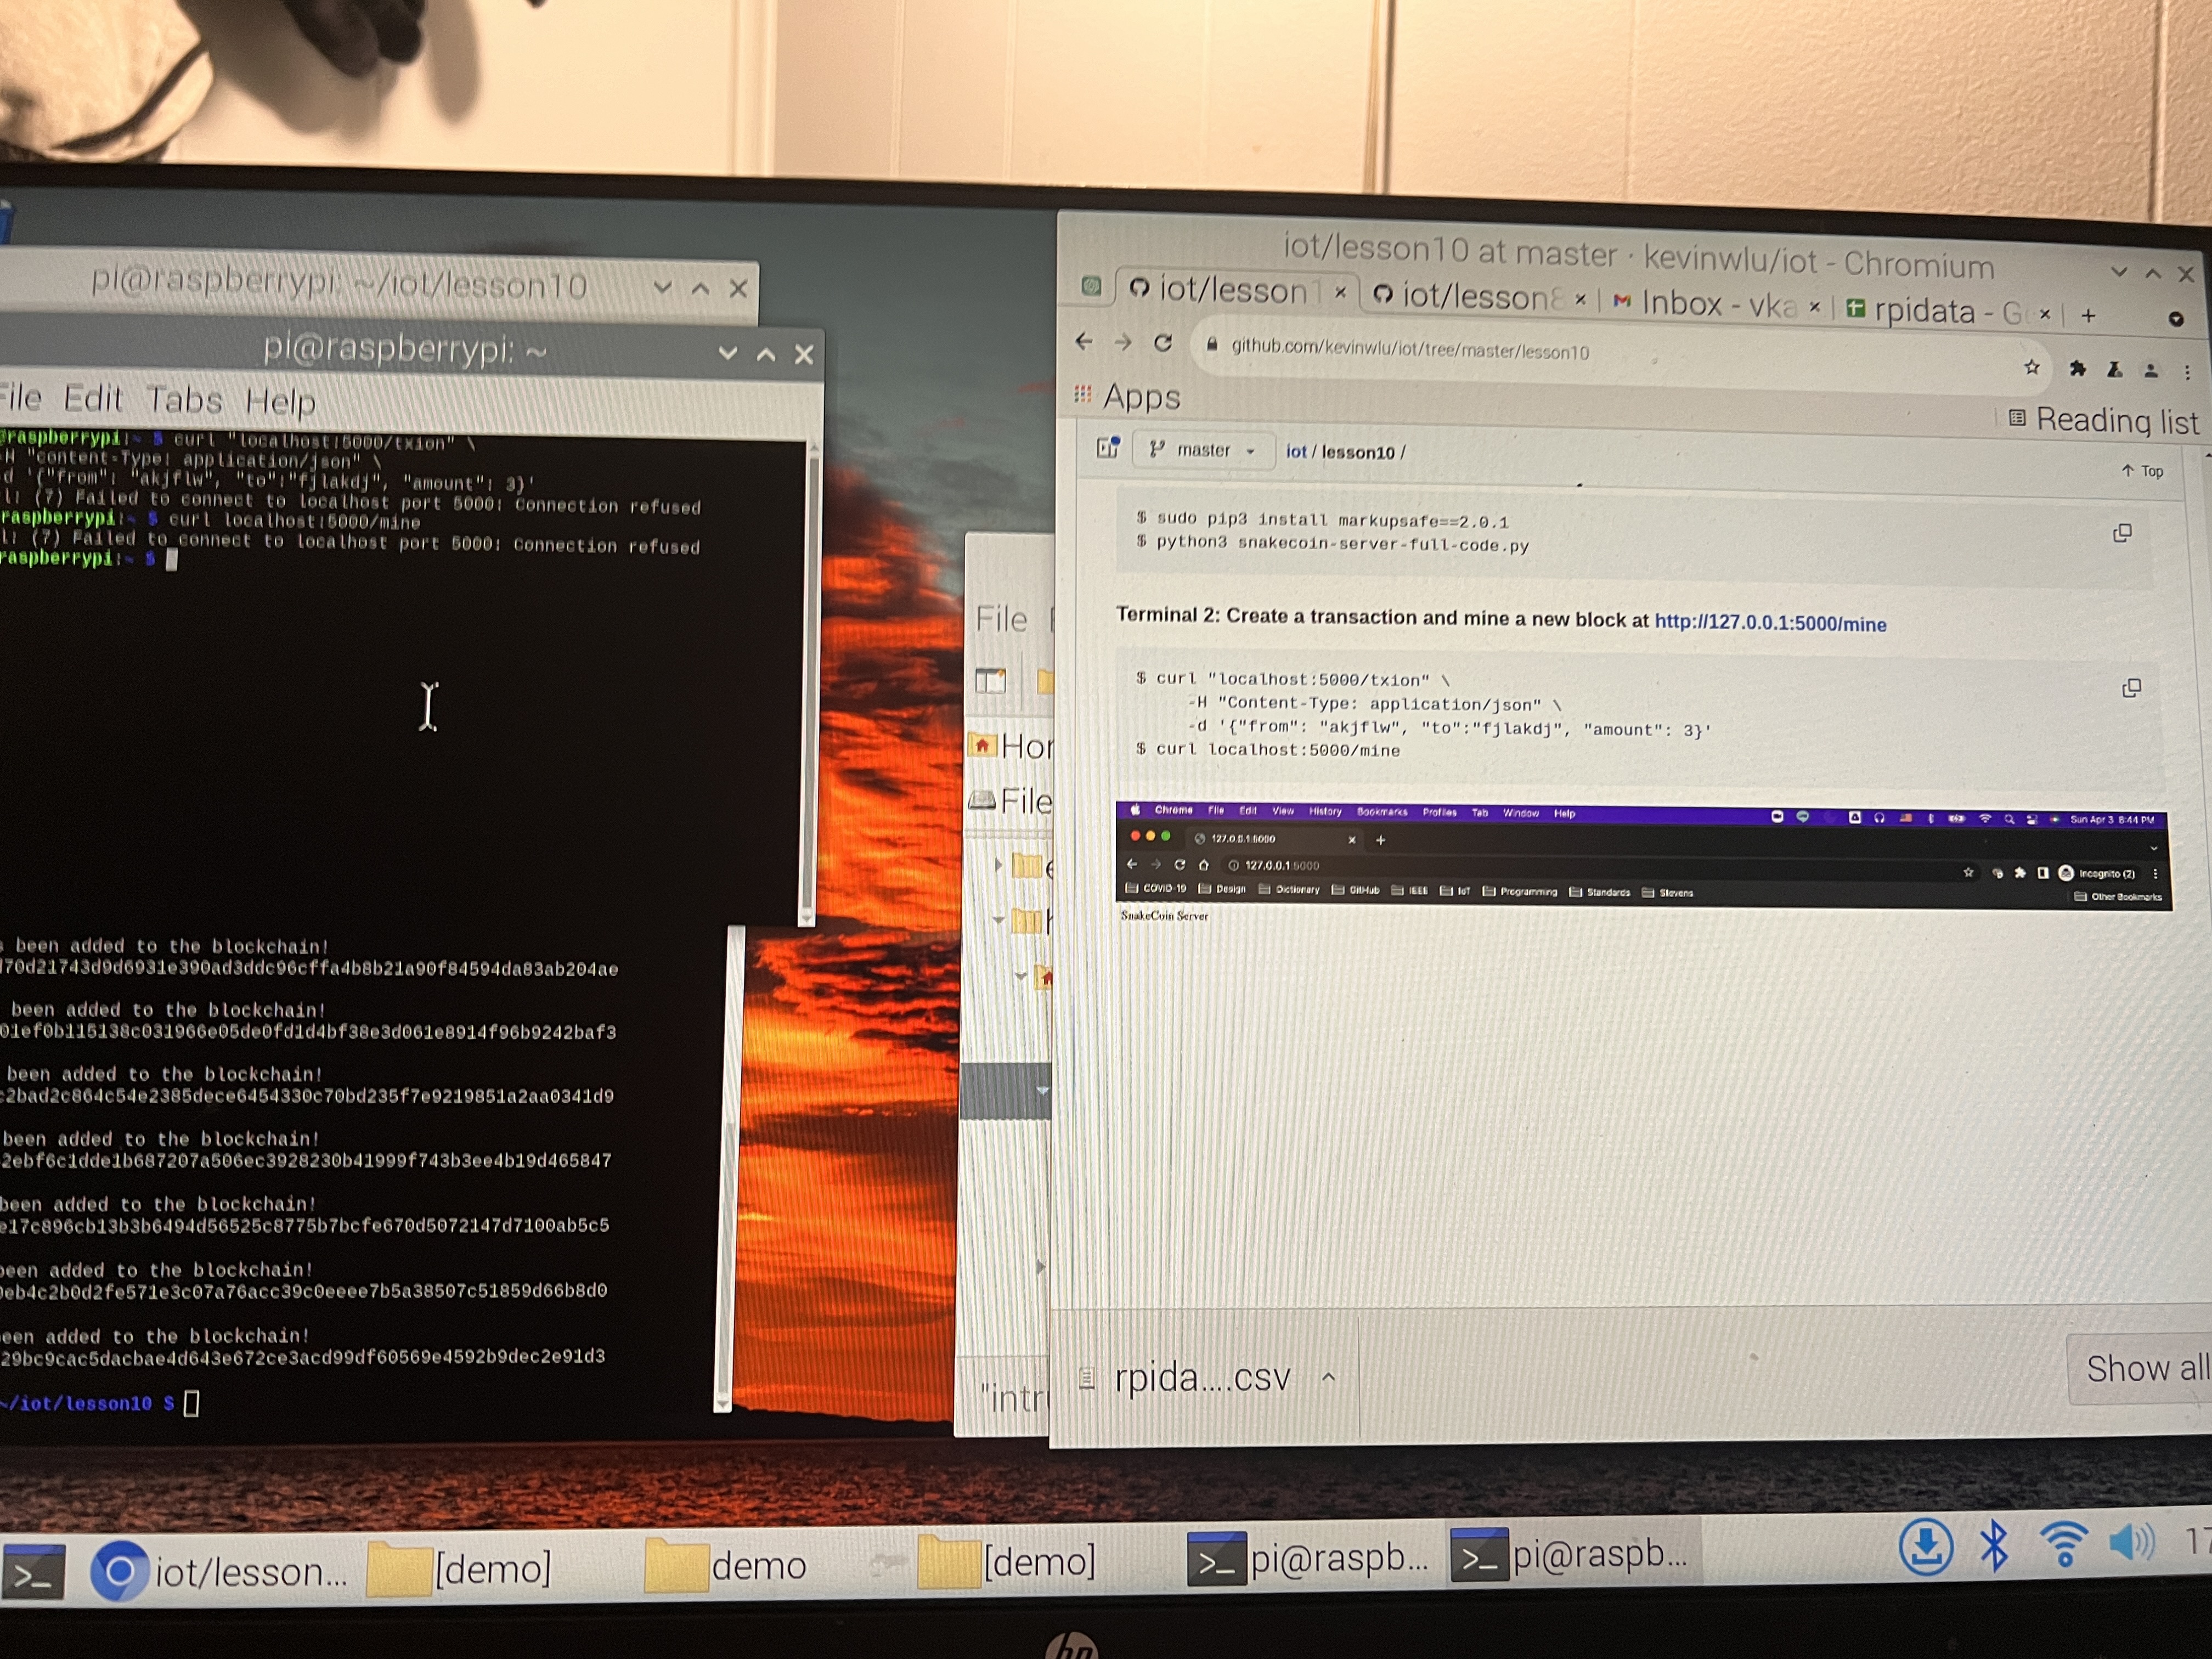 pi@raspberrypi: ~/iot/lesson10
pi@raspberrypi: ~
File Edit Tabs Help
@raspberrypi:~ $ curl "localhost:5000/txion" \
-H "Content-Type: application/json" \
-d '{"from": "akjflw", "to":"fjlakdj", "amount": 3}'
l: (7) Failed to connect to localhost port 5000: Connection refused
raspberrypi:~ $ curl localhost:5000/mine
l: (7) Failed to connect to localhost port 5000: Connection refused
raspberrypi:~ $
been added to the blockchain!
70d21743d9d6931e390ad3ddc96cffa4b8b21a90f84594da83ab204ae
been added to the blockchain!
01ef0b115138c031966e05de0fd1d4bf38e3d061e8914f96b9242baf3
been added to the blockchain!
c2bad2c864c54e2385dece6454330c70bd235f7e9219851a2aa0341d9
been added to the blockchain!
2ebf6c1dde1b687207a506ec3928230b41999f743b3ee4b19d465847
been added to the blockchain!
e17c896cb13b3b6494d56525c8775b7bcfe670d5072147d7100ab5c5
been added to the blockchain!
eb4c2b0d2fe571e3c07a76acc39c0eeee7b5a38507c51859d66b8d0
een added to the blockchain!
29bc9cac5dacbae4d643e672ce3acd99df60569e4592b9dec2e91d3
~/iot/lesson10 $
File
Hor
File
"intr
iot/lesson10 at master · kevinwlu/iot - Chromium
iot/lesson1 × iot/lesson8 × Inbox - vka × rpidata - G × +
github.com/kevinwlu/iot/tree/master/lesson10
Apps
Reading list
master iot / lesson10 /
↑ Top
$ sudo pip3 install markupsafe==2.0.1
$ python3 snakecoin-server-full-code.py
Terminal 2: Create a transaction and mine a new block at http://127.0.0.1:5000/mine
$ curl "localhost:5000/txion" \
-H "Content-Type: application/json" \
-d '{"from": "akjflw", "to":"fjlakdj", "amount": 3}'
$ curl localhost:5000/mine
Chrome File Edit View History Bookmarks Profiles Tab Window Help Sun Apr 3 8:44 PM
127.0.0.1:5000 × +
127.0.0.1:5000 Incognito (2)
COVID-19 Design Dictionary GitHub IEEE IoT Programming Standards Stevens Other Bookmarks
SnakeCoin Server
rpida....csv
Show all
iot/lesson... [demo] demo [demo] pi@raspb... pi@raspb... 17
hp